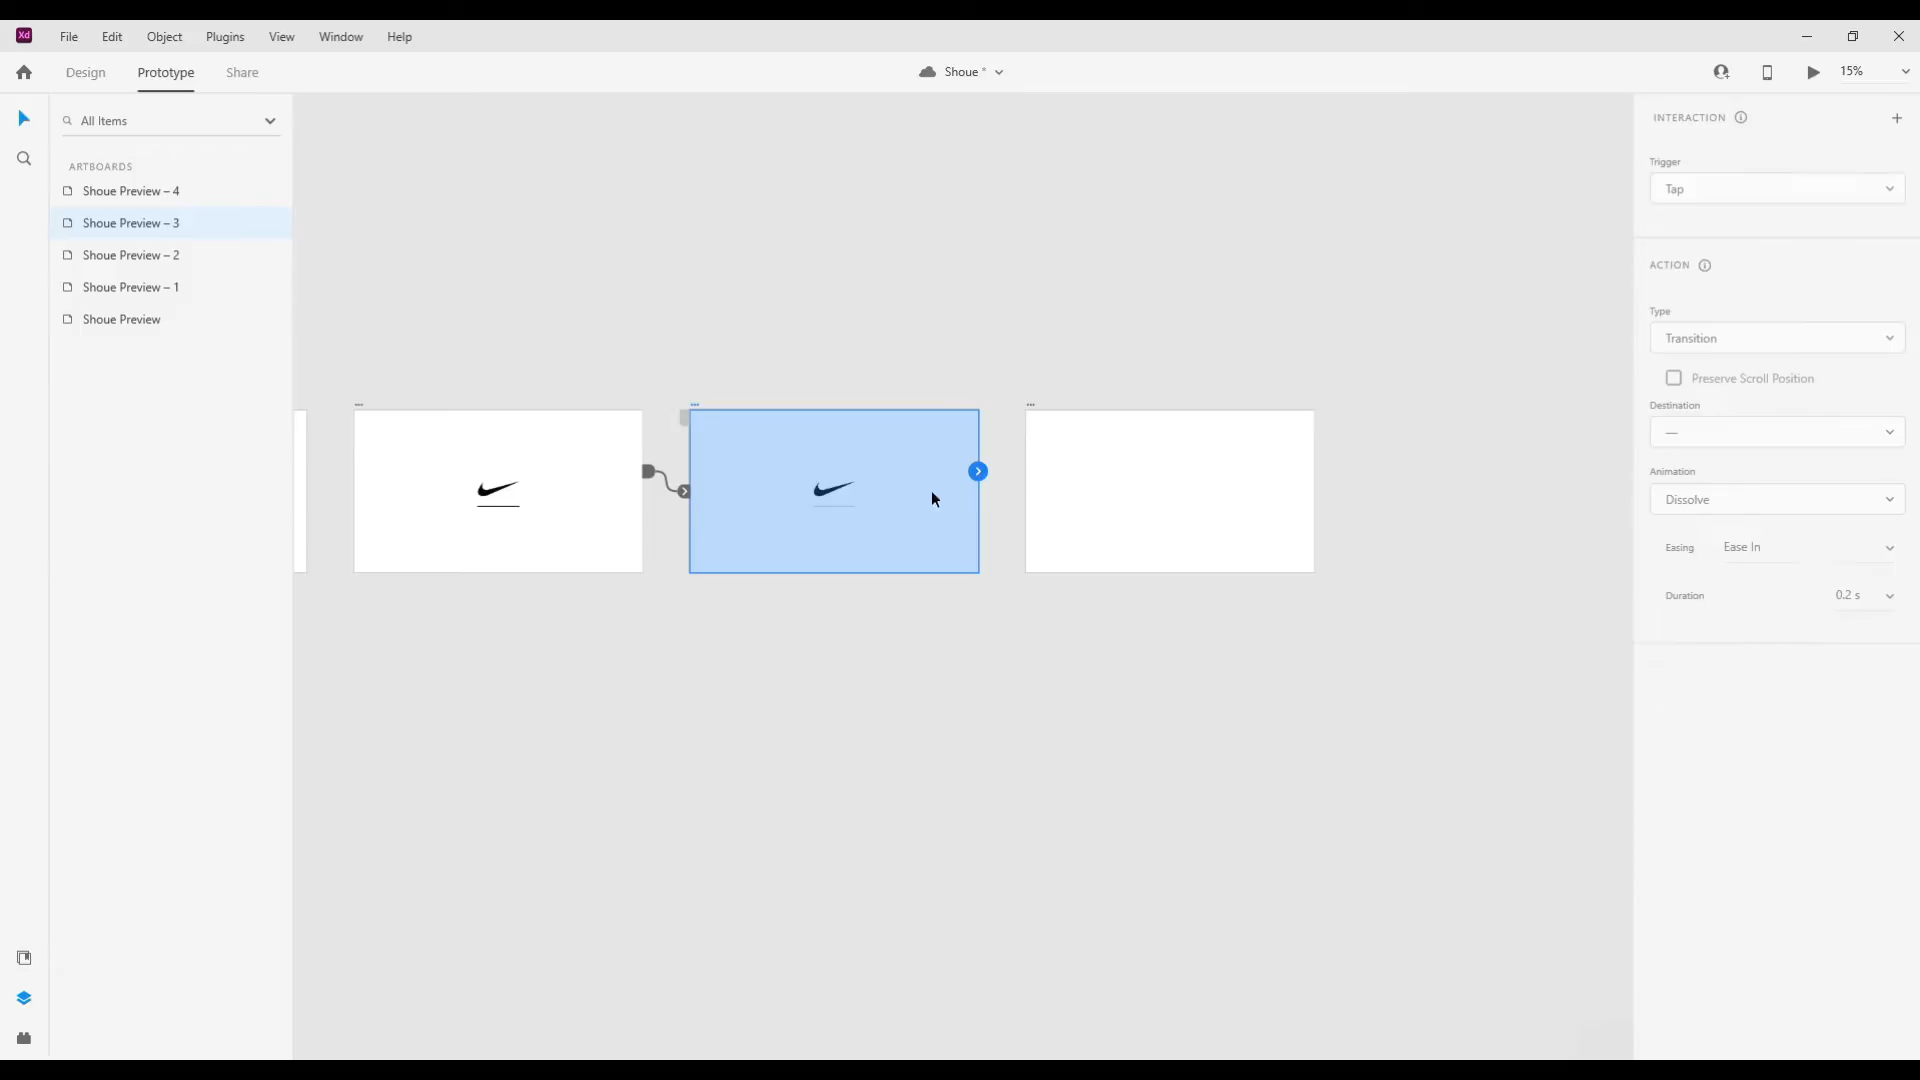 Xd File Edit Object Plugins View Window Help
Design Prototype Share Shoue * 15%
All Items
ARTBOARDS
Shoue Preview – 4
Shoue Preview – 3
Shoue Preview – 2
Shoue Preview – 1
Shoue Preview
INTERACTION
Trigger
Tap
ACTION
Type
Transition
Preserve Scroll Position
Destination
—
Animation
Dissolve
Easing Ease In
Duration 0.2 s